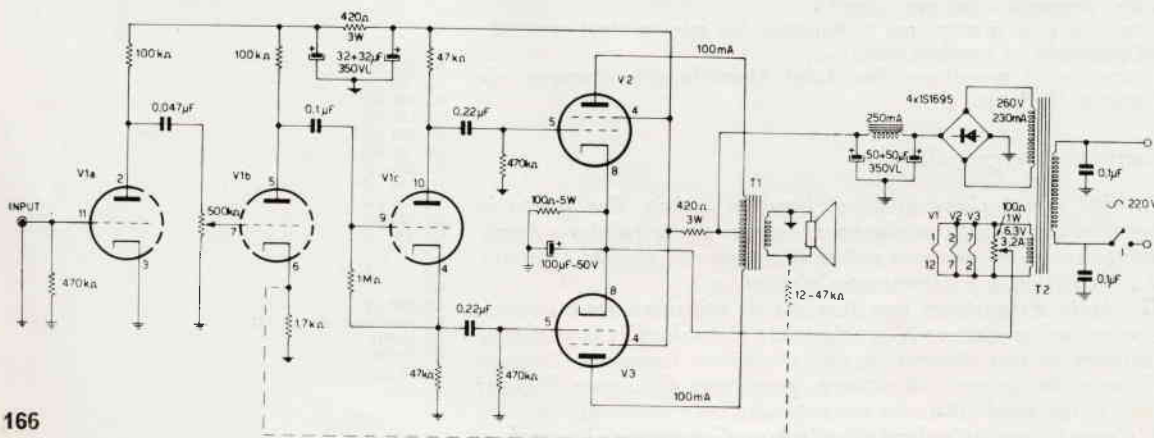 420Ω
3W
100kΩ
100kΩ
32+32µF
350VL
47kΩ
100mA
V2
4x1S1695
260V
230mA
250mA
0,047µF
0.1µF
0.22µF
5
4
50+50µF
350VL
470kΩ
8
V1a
2
V1b
5
V1c
10
T1
0,1µF
100Ω-5W
420Ω
3W
220V
INPUT
11
500kΩ
7
9
100Ω
1W
6,3V
3,2A
V1
V2
V3
1
2
7
12
7
2
1
3
6
4
100µF-50V
8
470kΩ
1MΩ
0.22µF
12-47kΩ
T2
0,1µF
1.7kΩ
5
4
47kΩ
470kΩ
V3
100mA
166